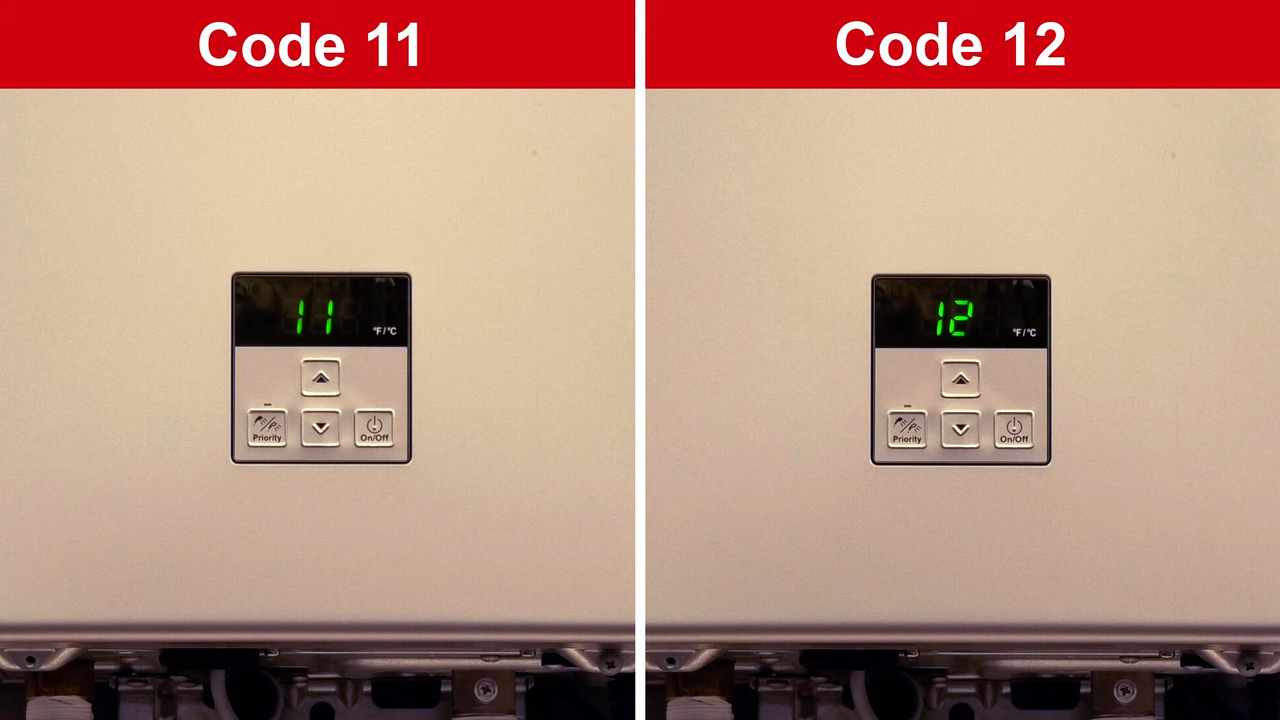 Code 11
11
°F/°C
Priority
On/Off
Code 12
12
°F/°C
Priority
On/Off